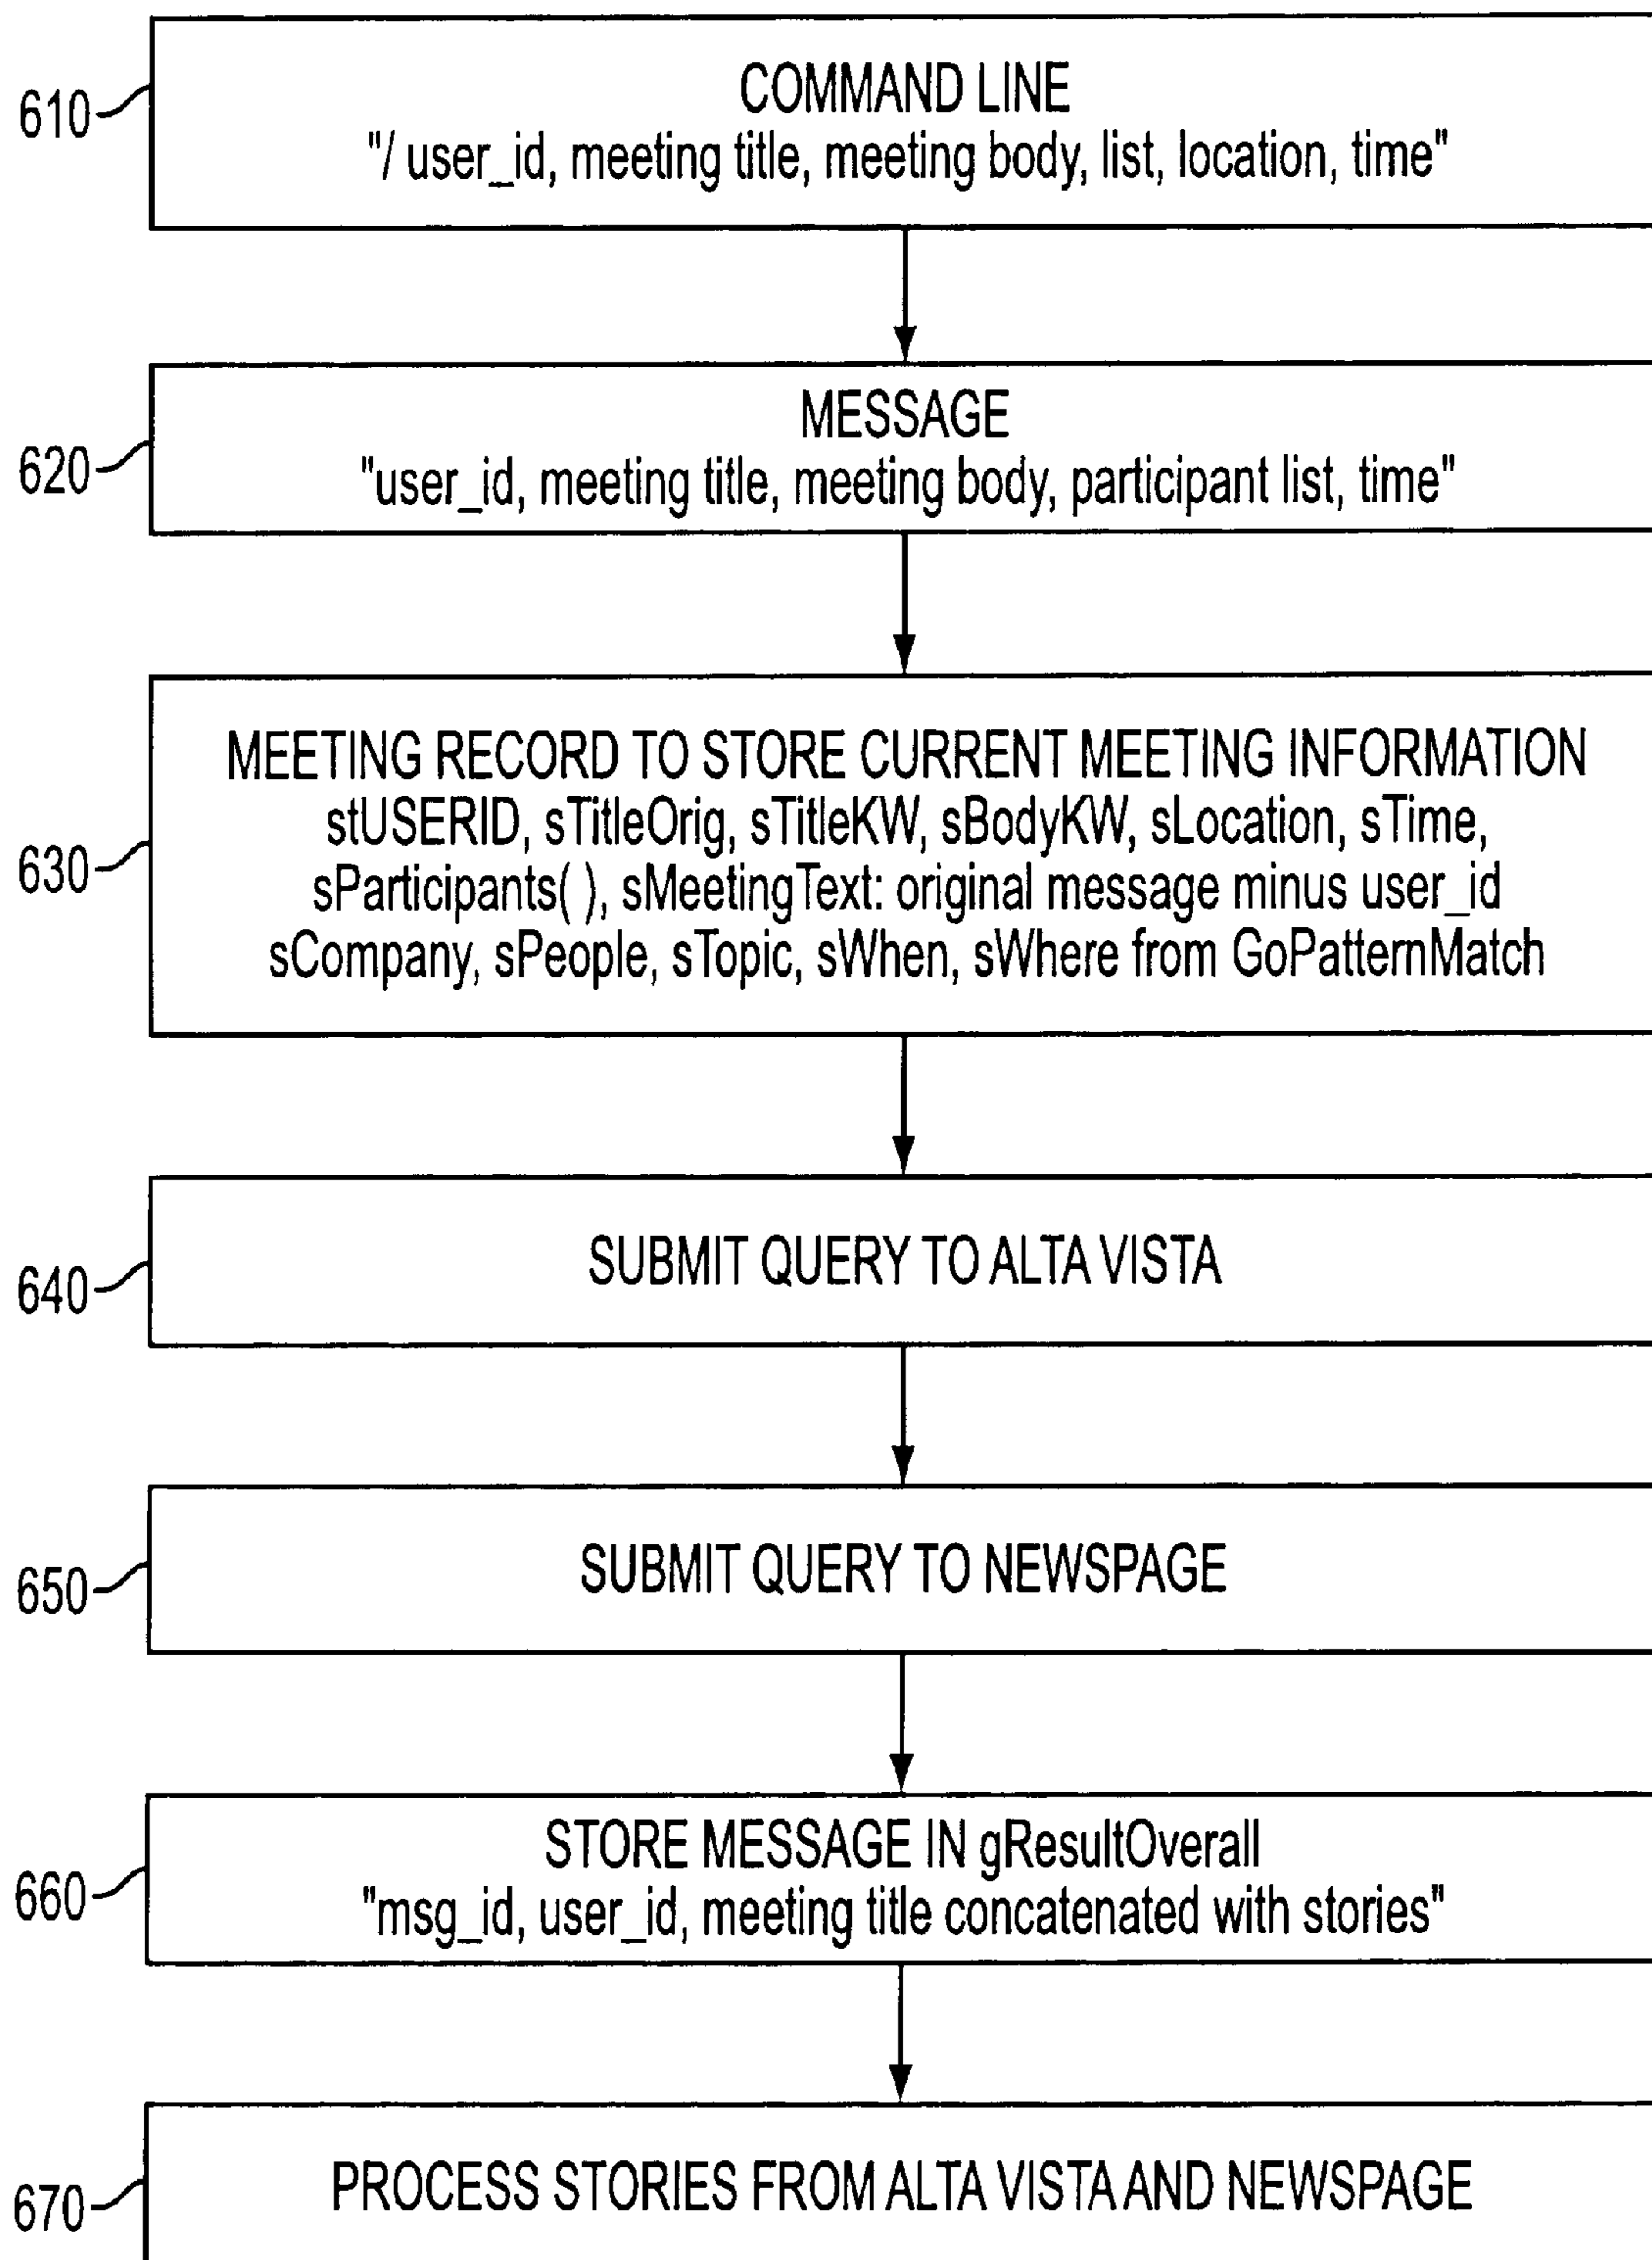 610
COMMAND LINE
"/ user_id, meeting title, meeting body, list, location, time"
620
MESSAGE
"user_id, meeting title, meeting body, participant list, time"
630
MEETING RECORD TO STORE CURRENT MEETING INFORMATION
stUSERID, sTitleOrig, sTitleKW, sBodyKW, sLocation, sTime,
sParticipants( ), sMeetingText: original message minus user_id
sCompany, sPeople, sTopic, sWhen, sWhere from GoPatternMatch
640
SUBMIT QUERY TO ALTA VISTA
650
SUBMIT QUERY TO NEWSPAGE
660
STORE MESSAGE IN gResultOverall
"msg_id, user_id, meeting title concatenated with stories"
670
PROCESS STORIES FROM ALTA VISTA AND NEWSPAGE